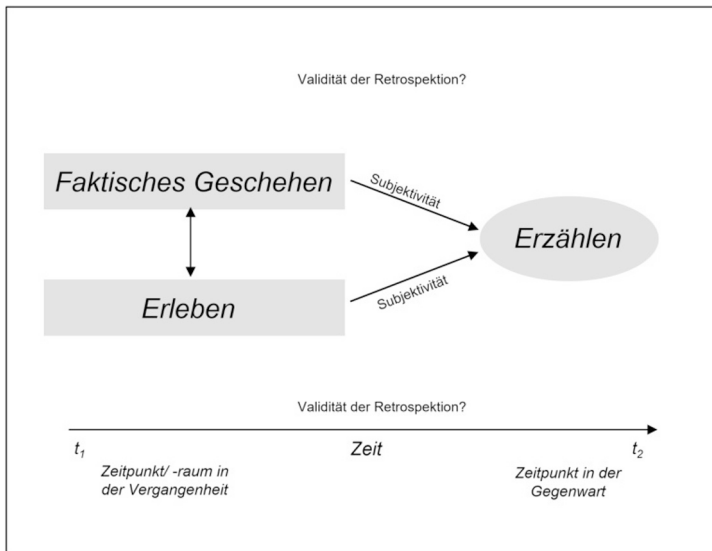 Validität der Retrospektion?
Faktisches Geschehen
Subjektivität
Erzählen
Erleben
Subjektivität
Validität der Retrospektion?
t1
Zeit
t2
Zeitpunkt/ -raum in
der Vergangenheit
Zeitpunkt in der
Gegenwart